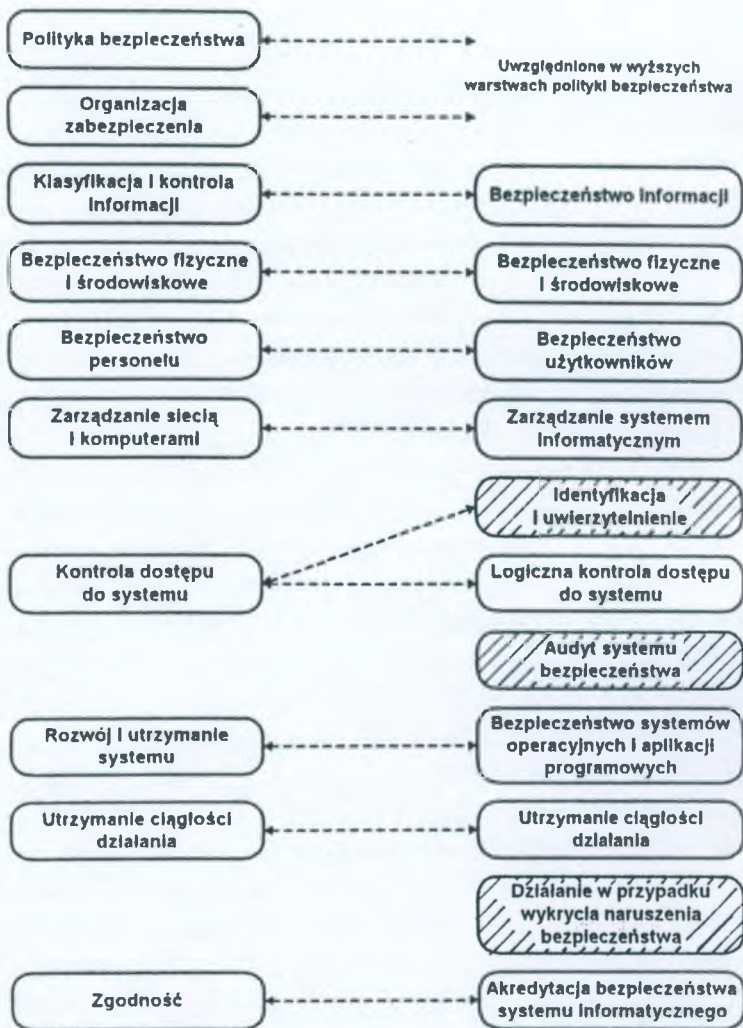 Polityka bezpieczeństwa
Uwzględnione w wyższych
warstwach polityki bezpieczeństwa
Organizacja
zabezpieczenia
Klasyfikacja i kontrola
informacji
Bezpieczeństwo informacji
Bezpieczeństwo fizyczne
i środowiskowe
Bezpieczeństwo fizyczne
i środowiskowe
Bezpieczeństwo
personelu
Bezpieczeństwo
użytkowników
Zarządzanie siecią
i komputerami
Zarządzanie systemem
informatycznym
Identyfikacja
i uwierzytelnienie
Kontrola dostępu
do systemu
Logiczna kontrola dostępu
do systemu
Audyt systemu
bezpieczeństwa
Rozwój i utrzymanie
systemu
Bezpieczeństwo systemów
operacyjnych i aplikacji
programowych
Utrzymanie ciągłości
działania
Utrzymanie ciągłości
działania
Działanie w przypadku
wykrycia naruszenia
bezpieczeństwa
Zgodność
Akredytacja bezpieczeństwa
systemu informatycznego